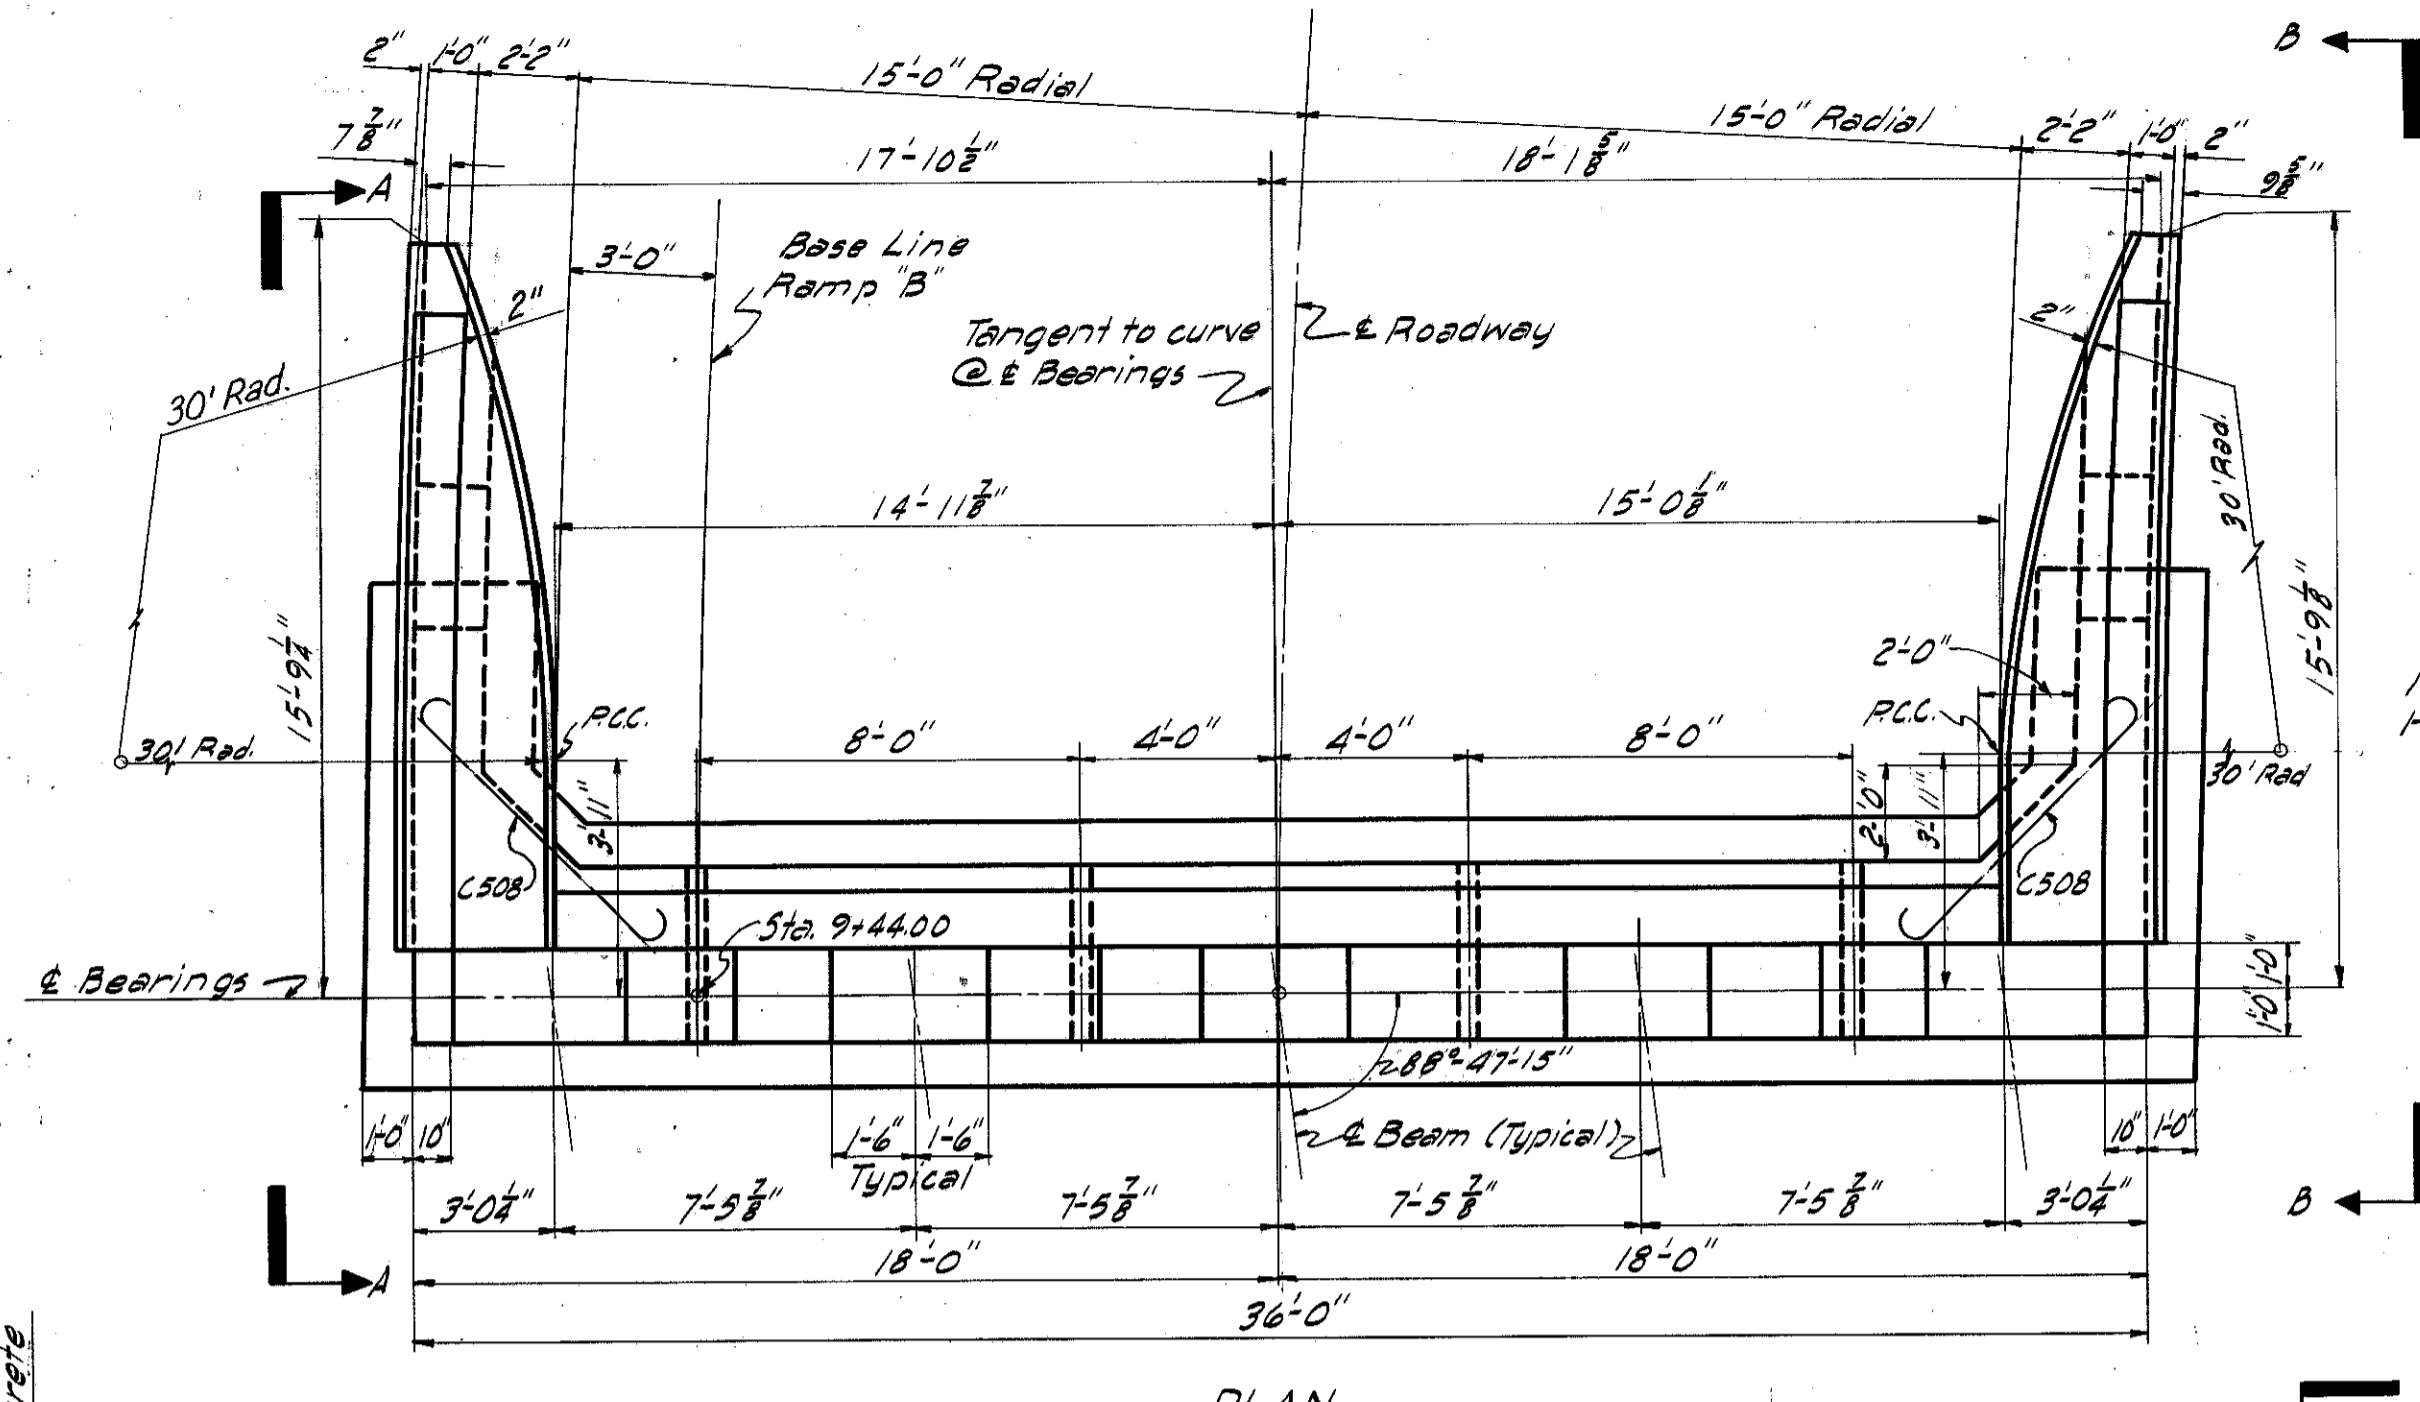 2" 1'-0" 2'-2" 15'-0" Radial 15'-0" Radial 2'-2" 1'-0" 2" B
7 7/8" 17'-10 1/2" 18'-1 5/8" 9 5/8"
A
3'-0" Base Line
Ramp "B"
2" Tangent to curve ℄ Roadway 2"
@ ℄ Bearings
30' Rad. 30' Rad.
14'-11 7/8" 15'-0 1/8"
15'-9 1/4" 15'-9 1/8"
2'-0"
P.C.C. P.C.C.
30' Rad. 8'-0" 4'-0" 4'-0" 8'-0" 30' Rad
3'-11" 2'-0" 3'-11"
C508 C508
Sta. 9+44.00
℄ Bearings 1'-0" 1'-0"
88°-47'-15"
1'-0" 10" 1'-6" 1'-6" ℄ Beam (Typical) 10" 1'-0"
Typical
3'-0 1/4" 7'-5 7/8" 7'-5 7/8" 7'-5 7/8" 7'-5 7/8" 3'-0 1/4" B
A 18'-0" 18'-0"
36'-0"
rete
PLAN